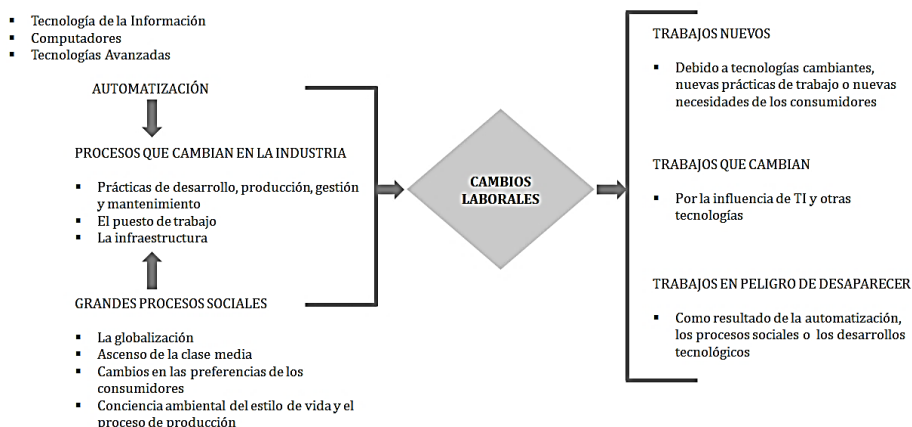 ▪ Tecnología de la Información
▪ Computadores
▪ Tecnologías Avanzadas
AUTOMATIZACIÓN
PROCESOS QUE CAMBIAN EN LA INDUSTRIA
▪ Prácticas de desarrollo, producción, gestión
y mantenimiento
▪ El puesto de trabajo
▪ La infraestructura
GRANDES PROCESOS SOCIALES
▪ La globalización
▪ Ascenso de la clase media
▪ Cambios en las preferencias de los
consumidores
▪ Conciencia ambiental del estilo de vida y el
proceso de producción
CAMBIOS
LABORALES
TRABAJOS NUEVOS
▪ Debido a tecnologías cambiantes,
nuevas prácticas de trabajo o nuevas
necesidades de los consumidores
TRABAJOS QUE CAMBIAN
▪ Por la influencia de TI y otras
tecnologías
TRABAJOS EN PELIGRO DE DESAPARECER
▪ Como resultado de la automatización,
los procesos sociales o los desarrollos
tecnológicos